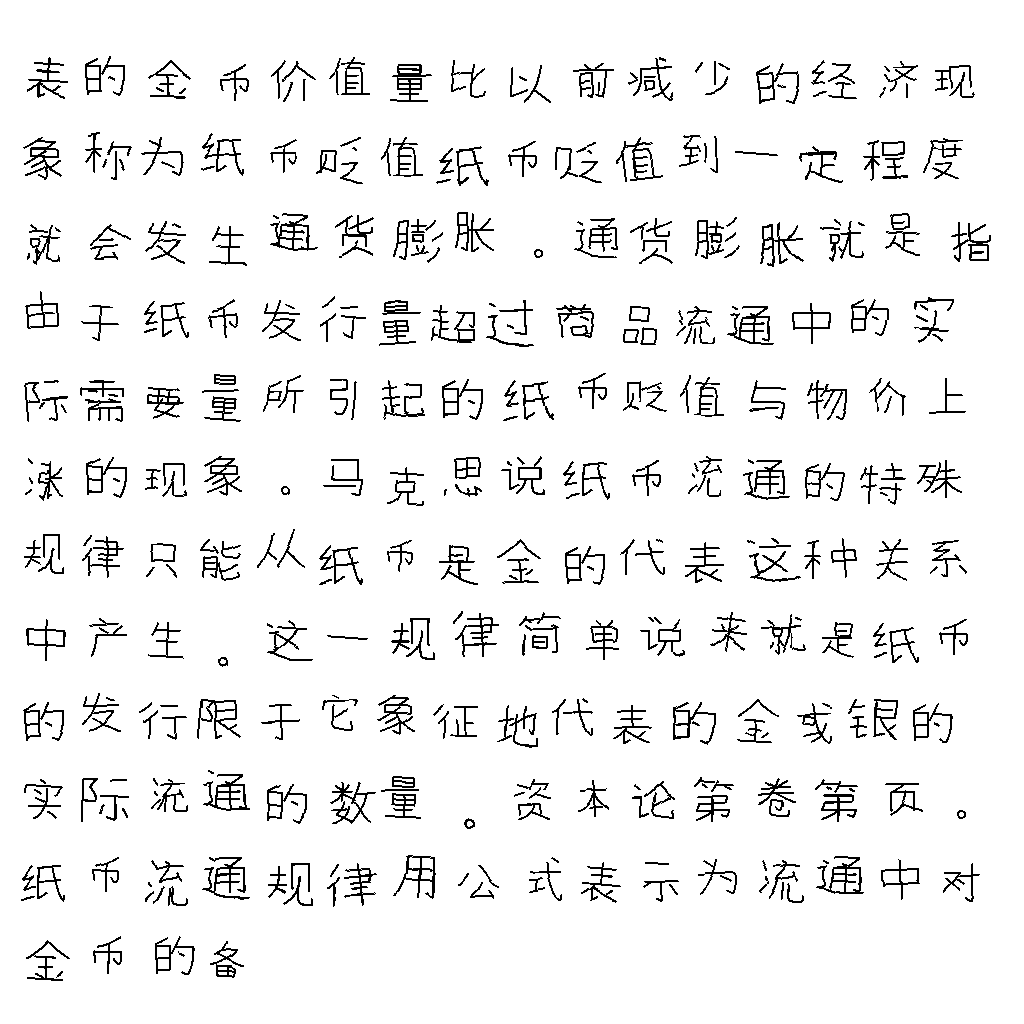 表的金币价值量比以前减少的经济现
象称为纸币贬值纸币贬值到一定程度
就会发生通货膨胀。通货膨胀就是指
由于纸币发行量超过商品流通中的实
际需要量所引起的纸币贬值与物价上
涨的现象。马克思说纸币流通的特殊
规律只能从纸币是金的代表这种关系
中产生。这一规律简单说来就是纸币
的发行限于它象征地代表的金或银的
实际流通的数量。资本论第卷第页。
纸币流通规律用公式表示为流通中对
金币的备